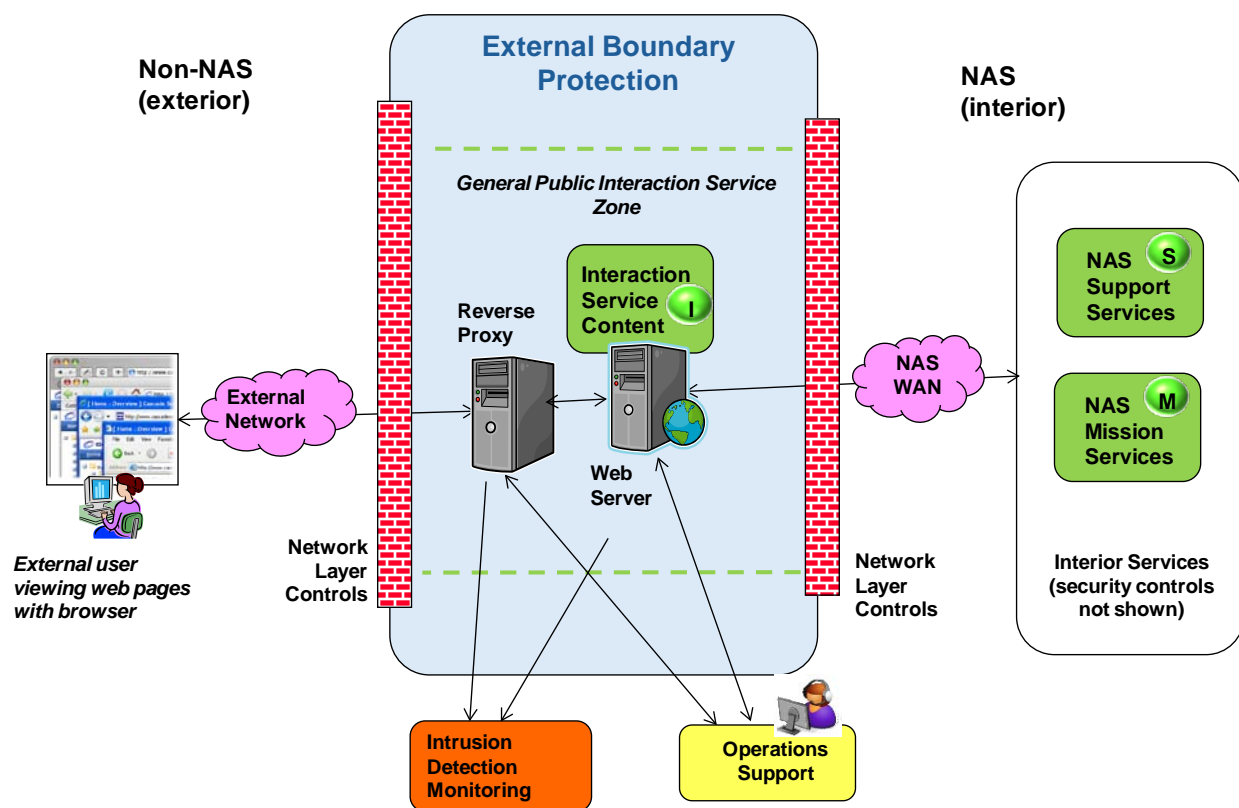 External Boundary
Protection
Non-NAS
(exterior)
NAS
(interior)
General Public Interaction Service
Zone
Interaction
Service
Content
I
Reverse
Proxy
External
Network
NAS
WAN
NAS
Support
Services
S
NAS
Mission
Services
M
Web
Server
External user
viewing web pages
with browser
Network
Layer
Controls
Network
Layer
Controls
Interior Services
(security controls
not shown)
Intrusion
Detection
Monitoring
Operations
Support